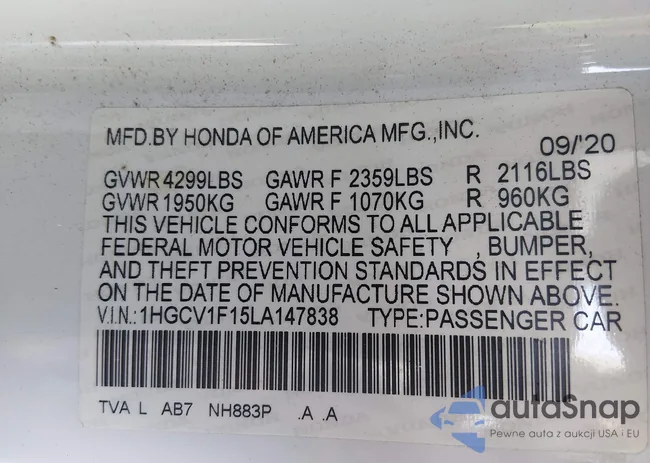 MFD.BY HONDA OF AMERICA MFG.,INC. 09/'20
GVWR 4299LBS GAWR F 2359LBS R 2116LBS
GVWR 1950KG GAWR F 1070KG R 960KG
THIS VEHICLE CONFORMS TO ALL APPLICABLE
FEDERAL MOTOR VEHICLE SAFETY , BUMPER,
AND THEFT PREVENTION STANDARDS IN EFFECT
ON THE DATE OF MANUFACTURE SHOWN ABOVE.
V.I.N.:1HGCV1F15LA147838 TYPE:PASSENGER CAR
TVA L AB7 NH883P .A .A
autaSnap
Pewne auta z aukcji USA i EU